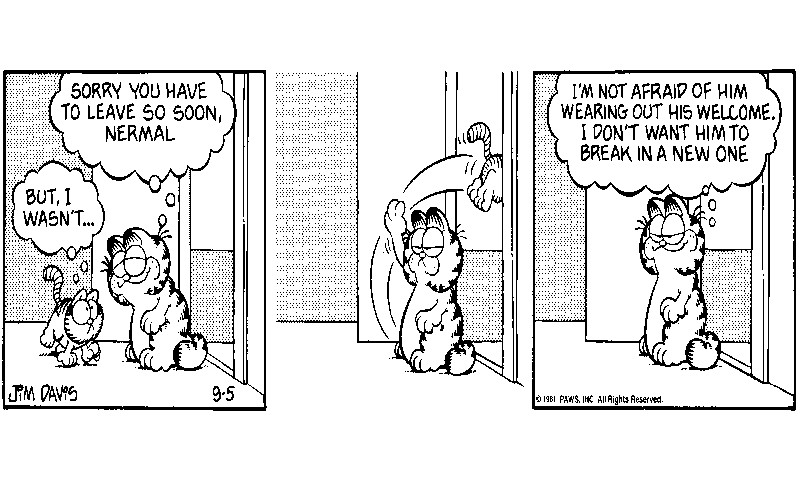 SORRY YOU HAVE
TO LEAVE SO SOON,
NERMAL
BUT, I
WASN'T...
JIM DAVIS
9-5
I'M NOT AFRAID OF HIM
WEARING OUT HIS WELCOME.
I DON'T WANT HIM TO
BREAK IN A NEW ONE
© 1981 PAWS, INC. All Rights Reserved.